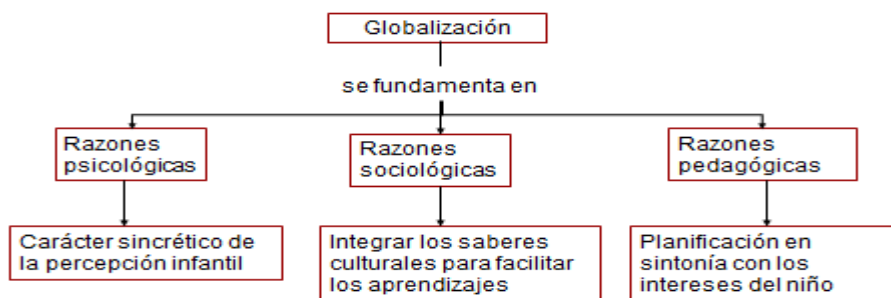 Globalización
se fundamenta en
Razones
psicológicas
Razones
sociológicas
Razones
pedagógicas
Carácter sincrético de
la percepción infantil
Integrar los saberes
culturales para facilitar
los aprendizajes
Planificación en
sintonía con los
intereses del niño